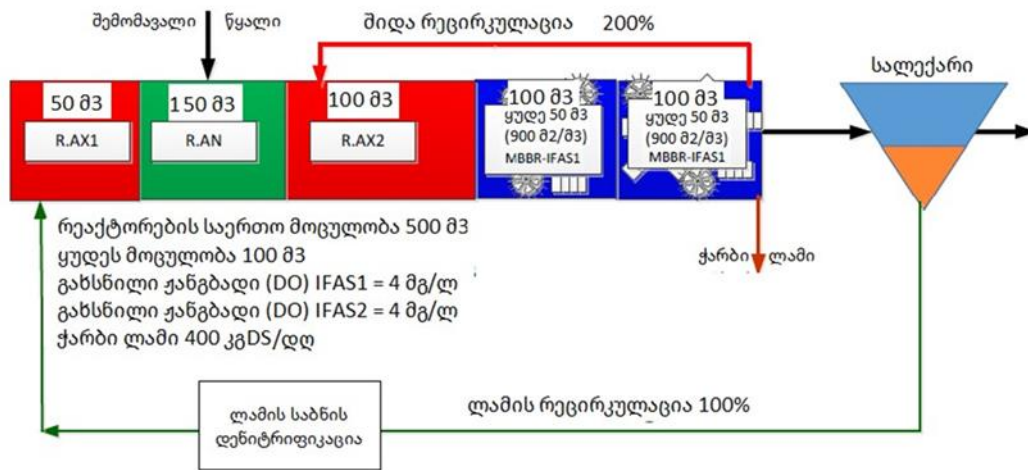 შემომავალი წყალი
შიდა რეცირკულაცია 200%
სალექარი
50 მ3
R.AX1
150 მ3
R.AN
100 მ3
R.AX2
100 მ3
ყუდე 50 მ3
(900 მ2/მ3)
MBBR-IFAS1
100 მ3
ყუდე 50 მ3
(900 მ2/მ3)
MBBR-IFAS1
რეაქტორების საერთო მოცულობა 500 მ3
ყუდეს მოცულობა 100 მ3
გახსნილი ჟანგბადი (DO) IFAS1 = 4 მგ/ლ
გახსნილი ჟანგბადი (DO) IFAS2 = 4 მგ/ლ
ჭარბი ლამი 400 კგDS/დღ
ჭარბი ლამი
ლამის საბნის
დენიტრიფიკაცია
ლამის რეცირკულაცია 100%